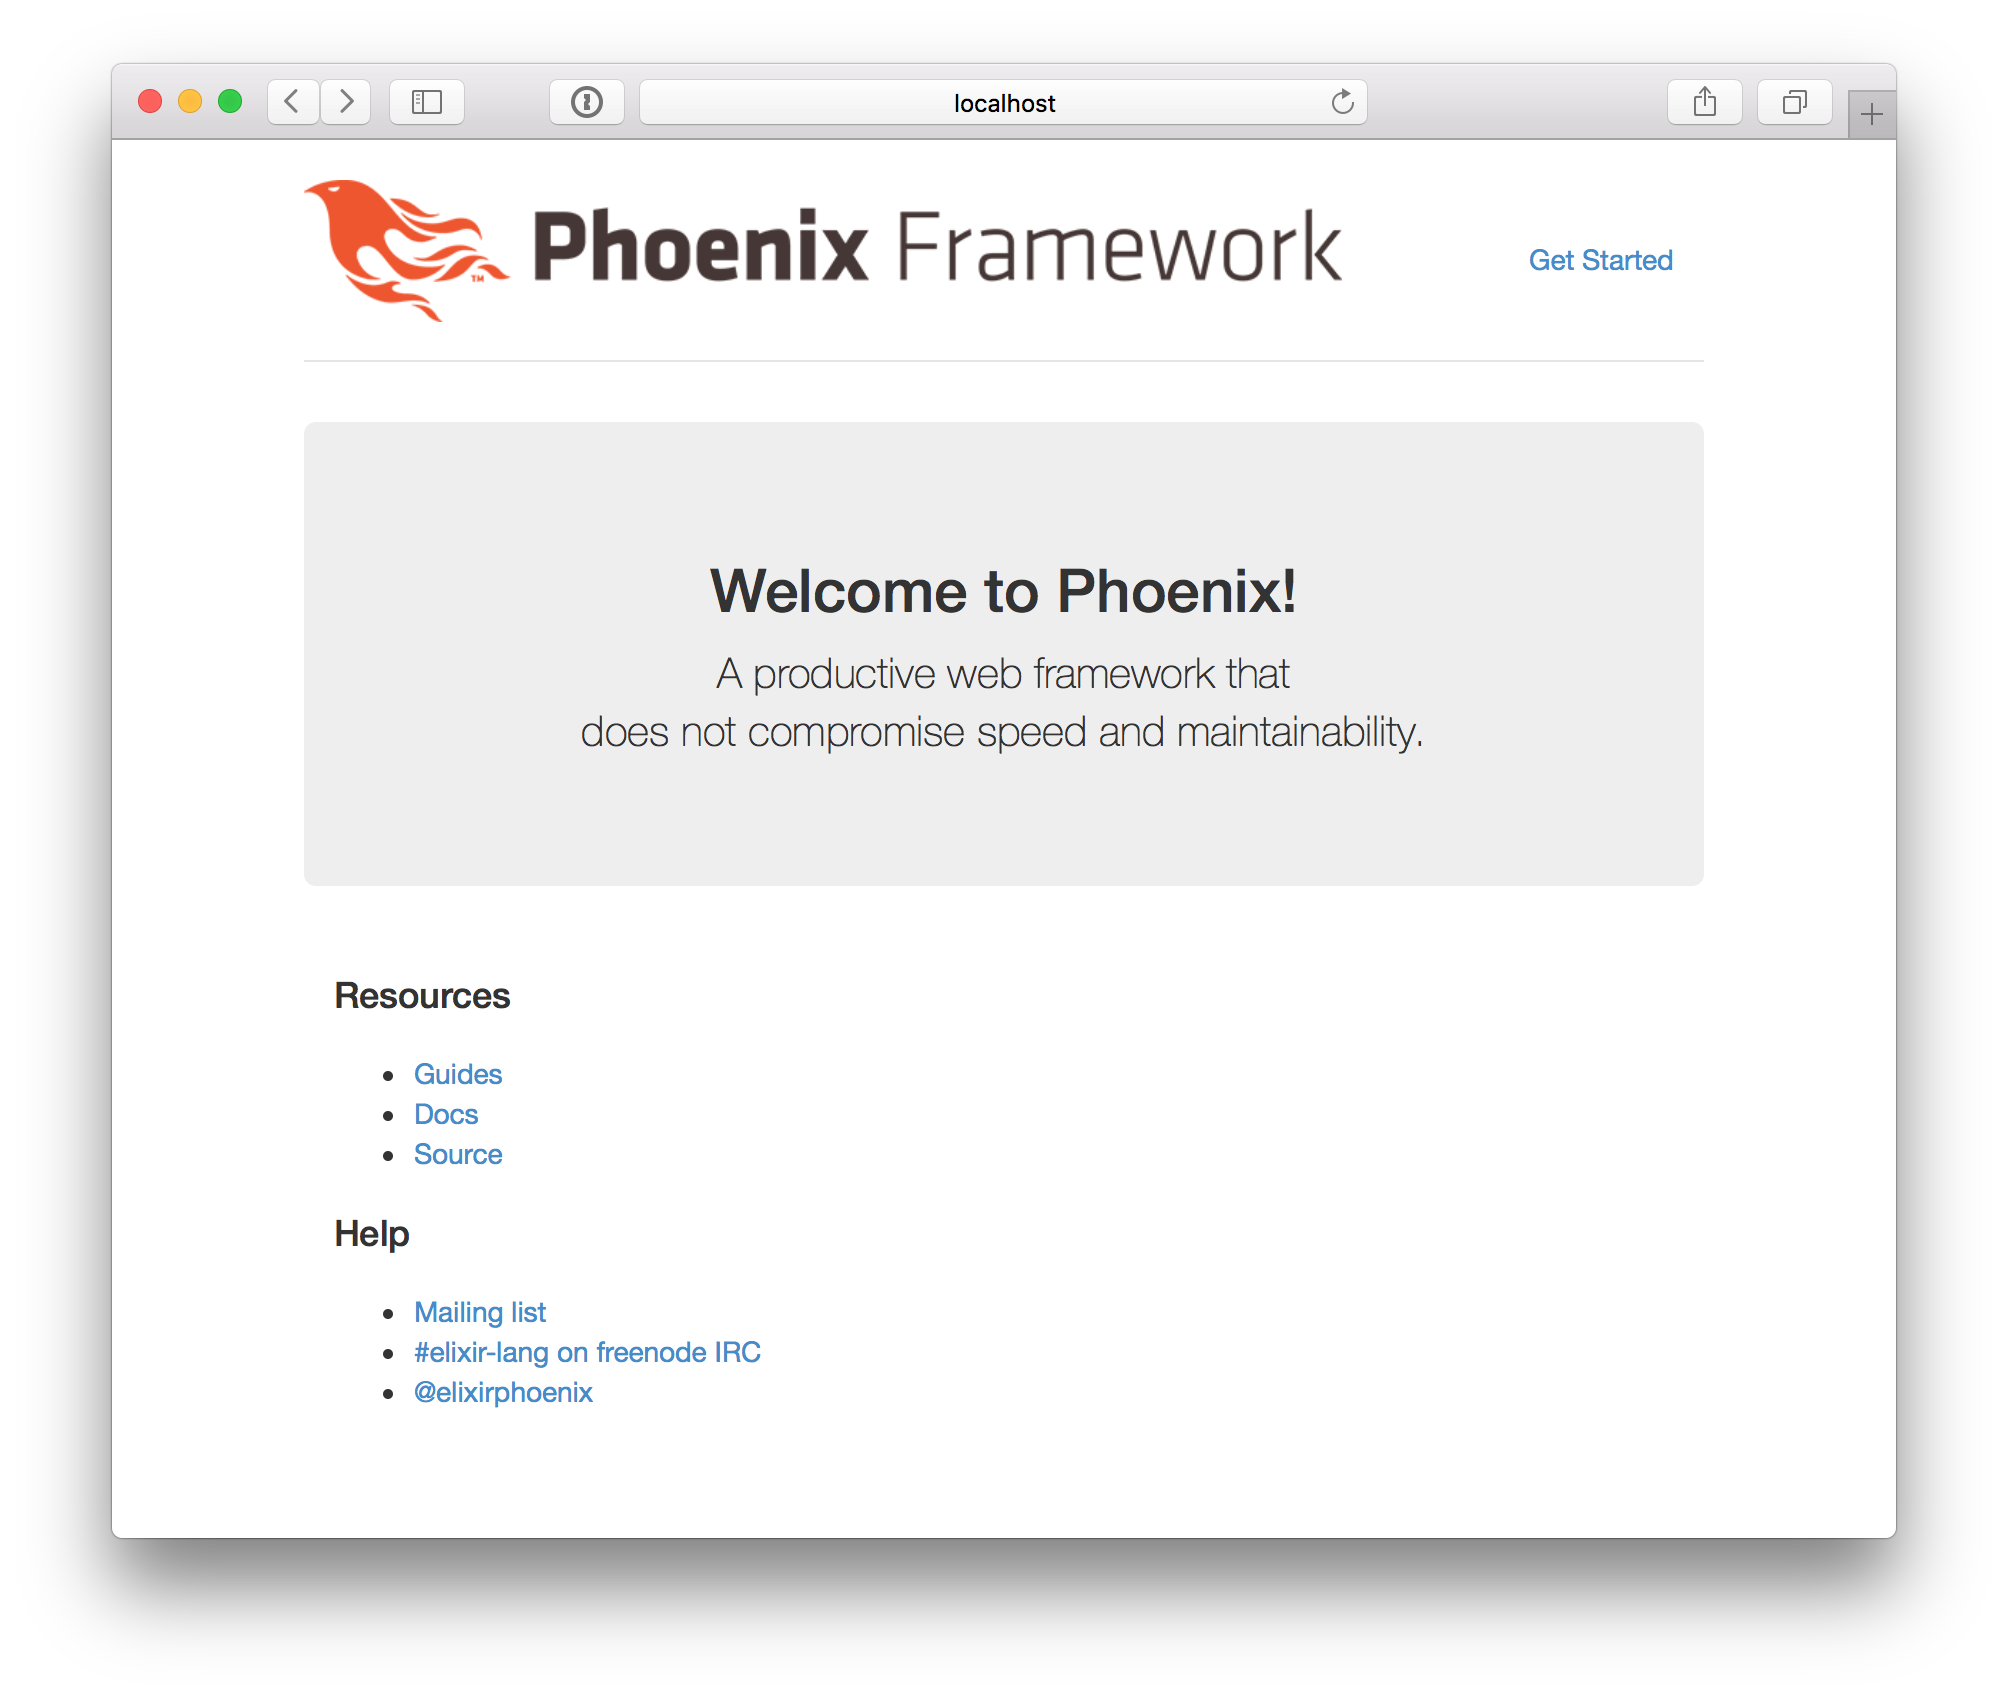 localhost
Phoenix Framework
TM
Get Started
Welcome to Phoenix!
A productive web framework that
does not compromise speed and maintainability.
Resources
Guides
Docs
Source
Help
Mailing list
#elixir-lang on freenode IRC
@elixirphoenix